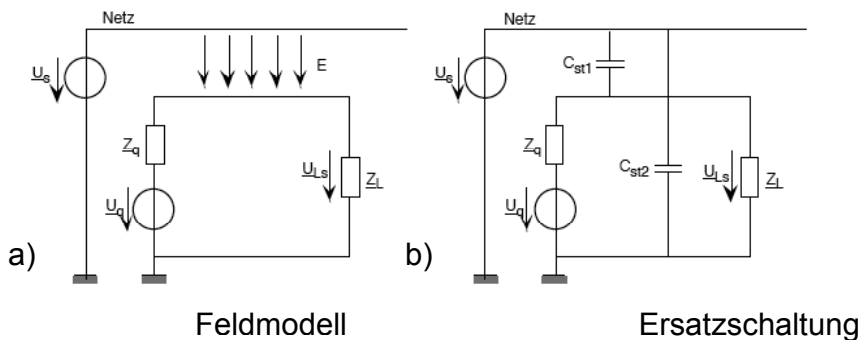 Netz
U_s
E
Z_q
U_Ls
Z_L
U_q
a)
Feldmodell
Netz
U_s
C_st1
Z_q
C_st2
U_Ls
Z_L
U_q
b)
Ersatzschaltung